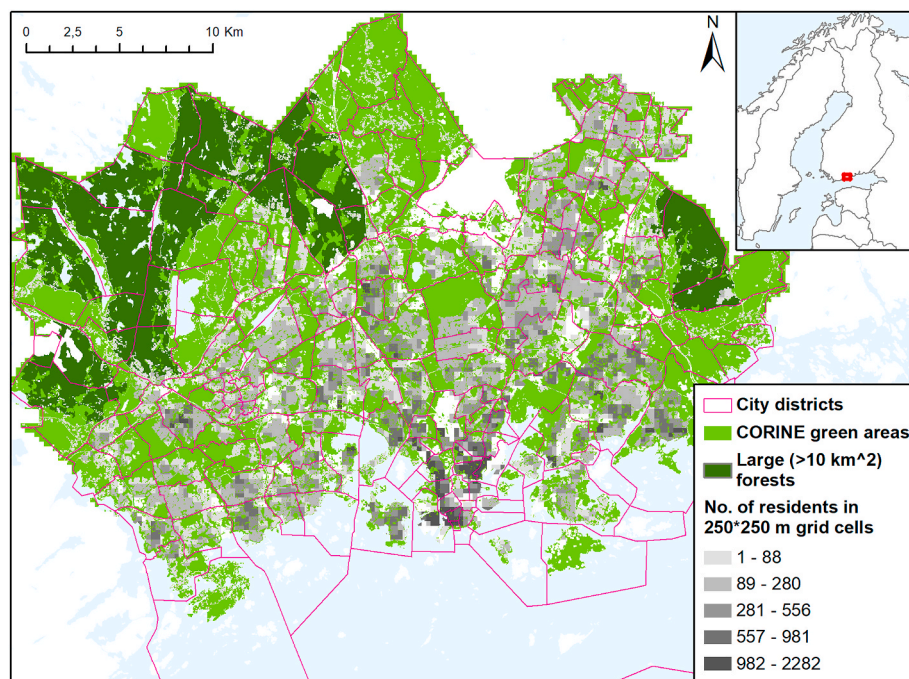 0 2,5 5 10 Km
N
City districts
CORINE green areas
Large (>10 km^2)
forests
No. of residents in
250*250 m grid cells
1 - 88
89 - 280
281 - 556
557 - 981
982 - 2282